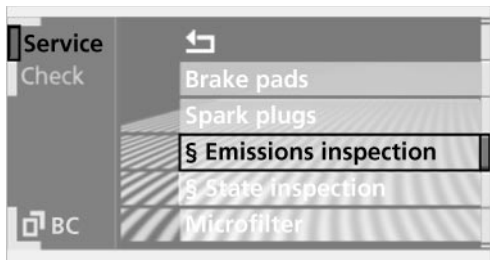 Service
Check
Brake pads
Spark plugs
§ Emissions inspection
§ State inspection
Microfilter
BC